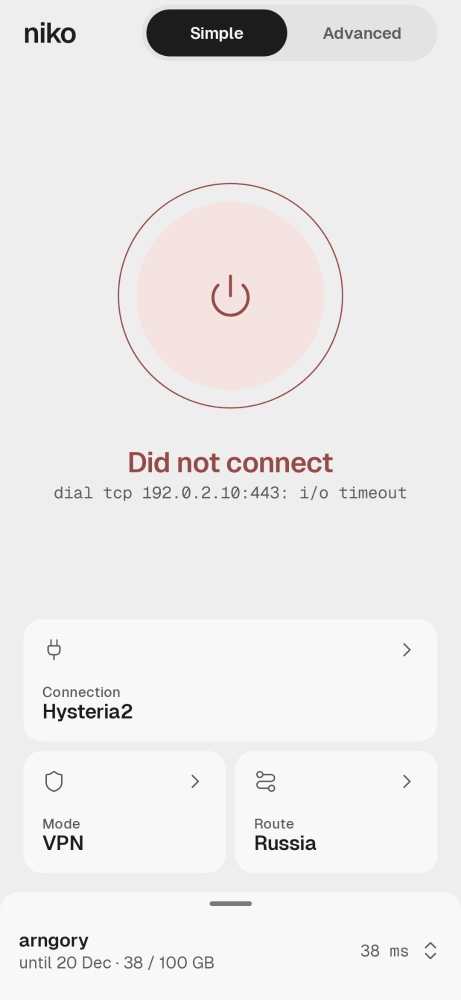 niko
Simple
Advanced
Did not connect
dial tcp 192.0.2.10:443: i/o timeout
Connection
Hysteria2
Mode
VPN
Route
Russia
arngory
until 20 Dec · 38 / 100 GB
38 ms